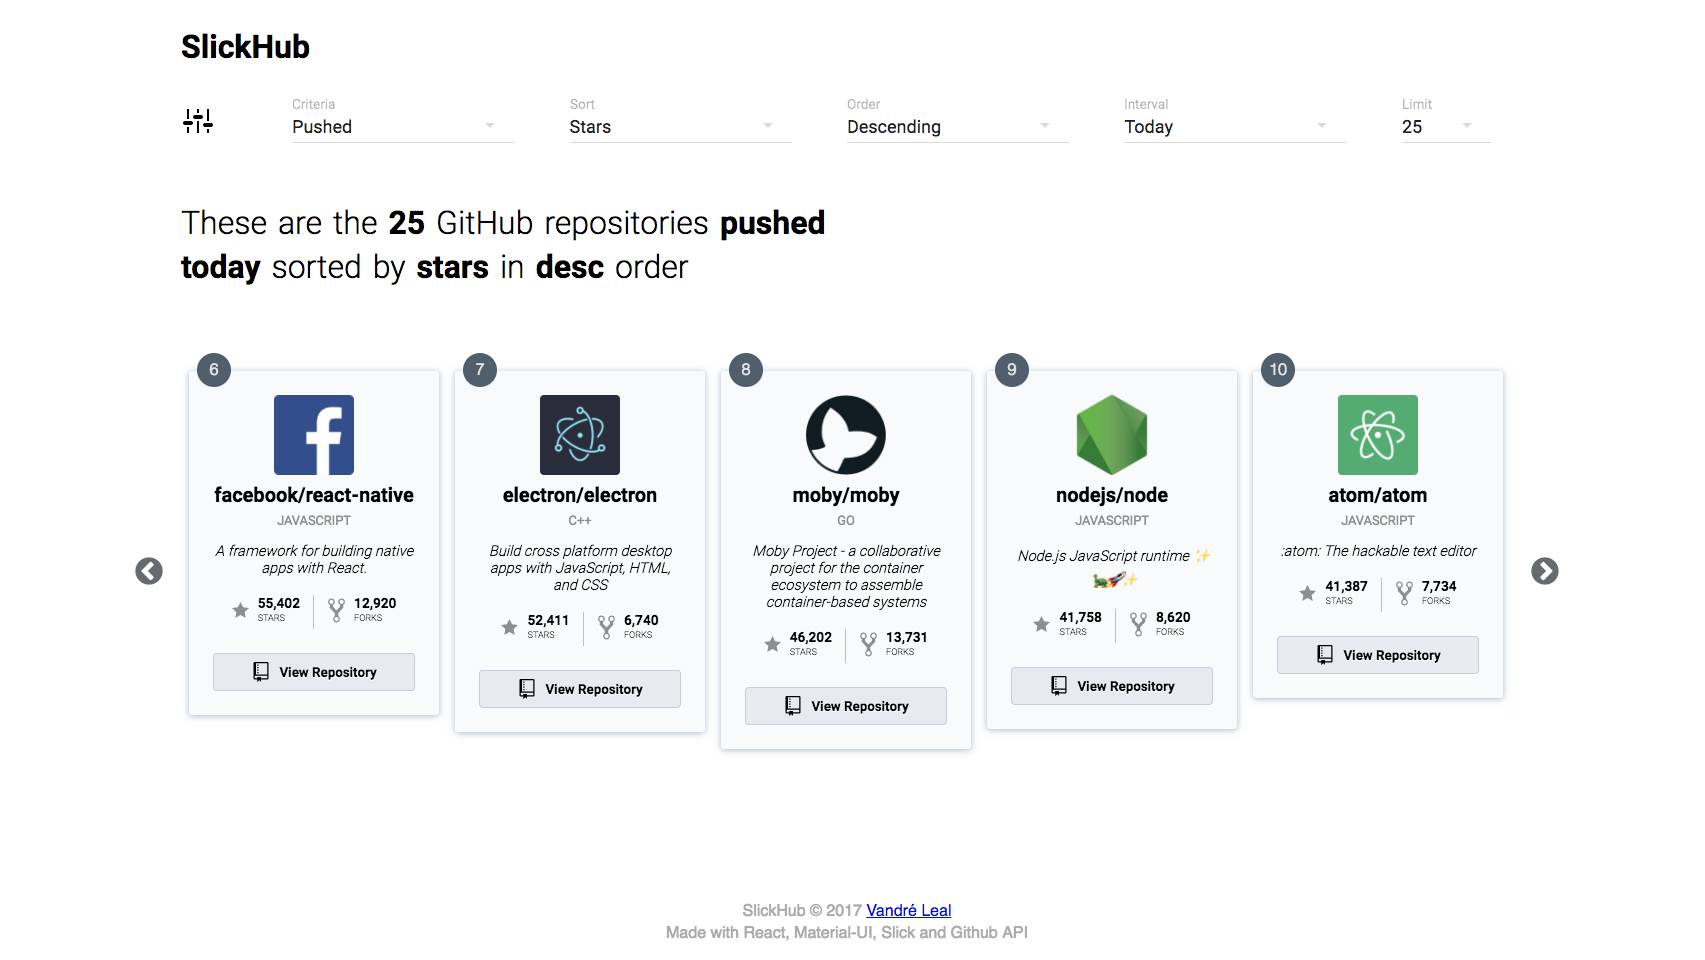 SlickHub
Criteria
Pushed
Sort
Stars
Order
Descending
Interval
Today
Limit
25
These are the 25 GitHub repositories pushed
today sorted by stars in desc order
6
facebook/react-native
JAVASCRIPT
A framework for building native
apps with React.
55,402
STARS
12,920
FORKS
View Repository
7
electron/electron
C++
Build cross platform desktop
apps with JavaScript, HTML,
and CSS
52,411
STARS
6,740
FORKS
View Repository
8
moby/moby
GO
Moby Project - a collaborative
project for the container
ecosystem to assemble
container-based systems
46,202
STARS
13,731
FORKS
View Repository
9
nodejs/node
JAVASCRIPT
Node.js JavaScript runtime ✨
🐢🚀✨
41,758
STARS
8,620
FORKS
View Repository
10
atom/atom
JAVASCRIPT
:atom: The hackable text editor
41,387
STARS
7,734
FORKS
View Repository
SlickHub © 2017 Vandré Leal
Made with React, Material-UI, Slick and Github API